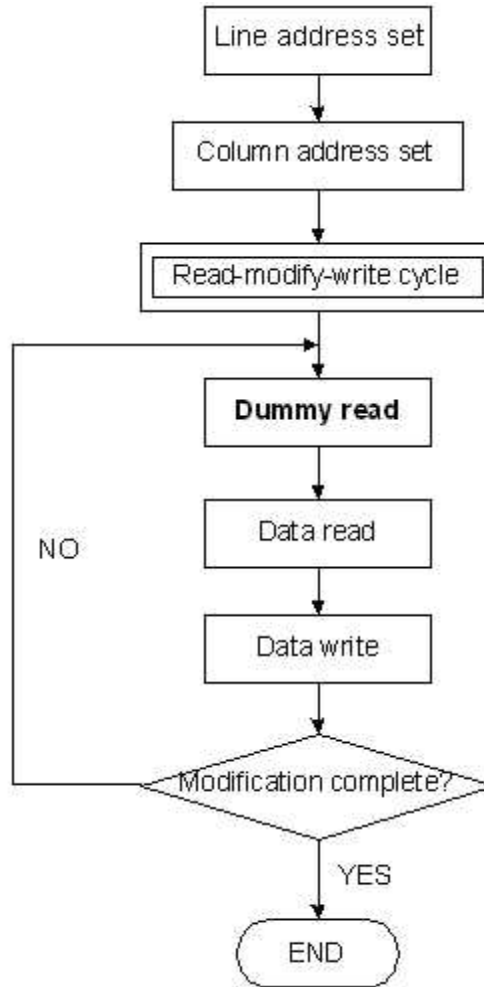 Line address set
Column address set
Read-modify-write cycle
Dummy read
Data read
NO
Data write
Modification complete?
YES
END